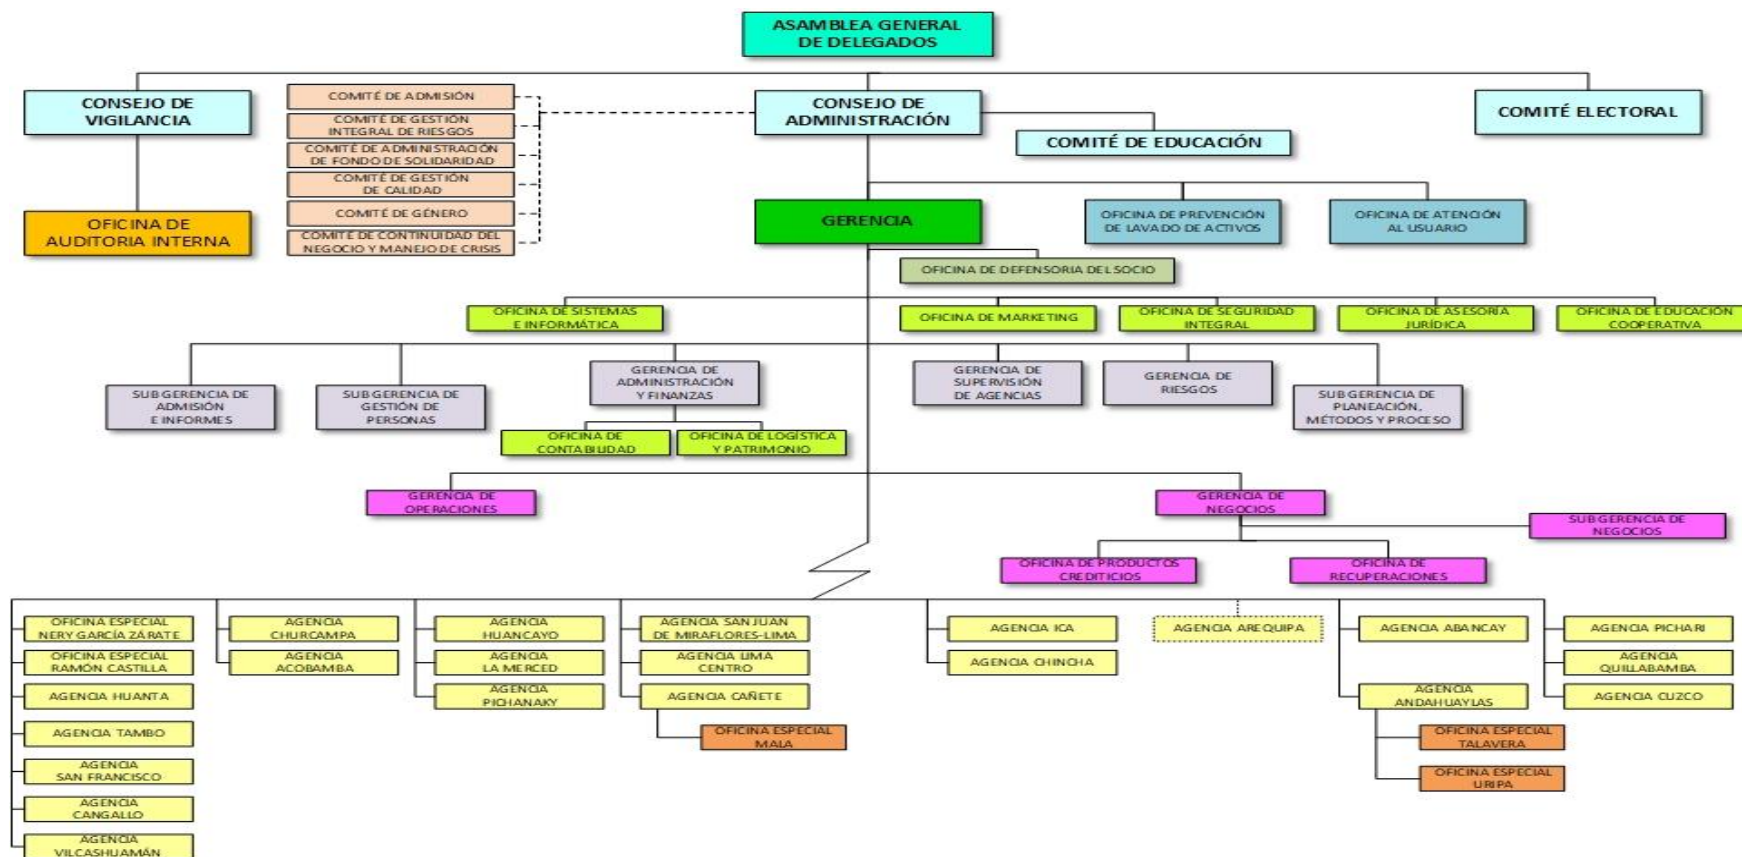 ASAMBLEA GENERAL
DE DELEGADOS
CONSEJO DE
VIGILANCIA
COMITÉ DE ADMISIÓN
COMITÉ DE GESTIÓN
INTEGRAL DE RIESGOS
COMITÉ DE ADMINISTRACIÓN
DE FONDO DE SOLIDARIDAD
COMITÉ DE GESTIÓN
DE CALIDAD
COMITÉ DE GÉNERO
COMITÉ DE CONTINUIDAD DEL
NEGOCIO Y MANEJO DE CRISIS
CONSEJO DE
ADMINISTRACIÓN
COMITÉ DE EDUCACIÓN
COMITÉ ELECTORAL
OFICINA DE
AUDITORIA INTERNA
GERENCIA
OFICINA DE PREVENCIÓN
DE LAVADO DE ACTIVOS
OFICINA DE ATENCIÓN
AL USUARIO
OFICINA DE DEFENSORIA DEL SOCIO
OFICINA DE SISTEMAS
E INFORMÁTICA
OFICINA DE MARKETING
OFICINA DE SEGURIDAD
INTEGRAL
OFICINA DE ASESORÍA
JURÍDICA
OFICINA DE EDUCACIÓN
COOPERATIVA
SUB GERENCIA DE
ADMISIÓN
E INFORMES
SUB GERENCIA DE
GESTIÓN DE
PERSONAS
GERENCIA DE
ADMINISTRACIÓN
Y FINANZAS
GERENCIA DE
SUPERVISIÓN
DE AGENCIAS
GERENCIA DE
RIESGOS
SUB GERENCIA DE
PLANEACIÓN,
MÉTODOS Y PROCESO
OFICINA DE
CONTABILIDAD
OFICINA DE LOGÍSTICA
Y PATRIMONIO
GERENCIA DE
OPERACIONES
GERENCIA DE
NEGOCIOS
SUB GERENCIA DE
NEGOCIOS
OFICINA DE PRODUCTOS
CREDITICIOS
OFICINA DE
RECUPERACIONES
OFICINA ESPECIAL
NERY GARCÍA ZÁRATE
OFICINA ESPECIAL
RAMÓN CASTILLA
AGENCIA HUANTA
AGENCIA TAMBO
AGENCIA
SAN FRANCISCO
AGENCIA
CANGALLO
AGENCIA
VILCASHUAMÁN
AGENCIA
CHURCAMPA
AGENCIA
ACOBAMBA
AGENCIA
HUANCAYO
AGENCIA
LA MERCED
AGENCIA
PICHANAKY
AGENCIA SAN JUAN
DE MIRAFLORES-LIMA
AGENCIA LIMA
CENTRO
AGENCIA CAÑETE
OFICINA ESPECIAL
MALA
AGENCIA ICA
AGENCIA CHINCHA
AGENCIA AREQUIPA
AGENCIA ABANCAY
AGENCIA
ANDAHUAYLAS
OFICINA ESPECIAL
TALAVERA
OFICINA ESPECIAL
URIPA
AGENCIA PICHARI
AGENCIA
QUILLABAMBA
AGENCIA CUZCO